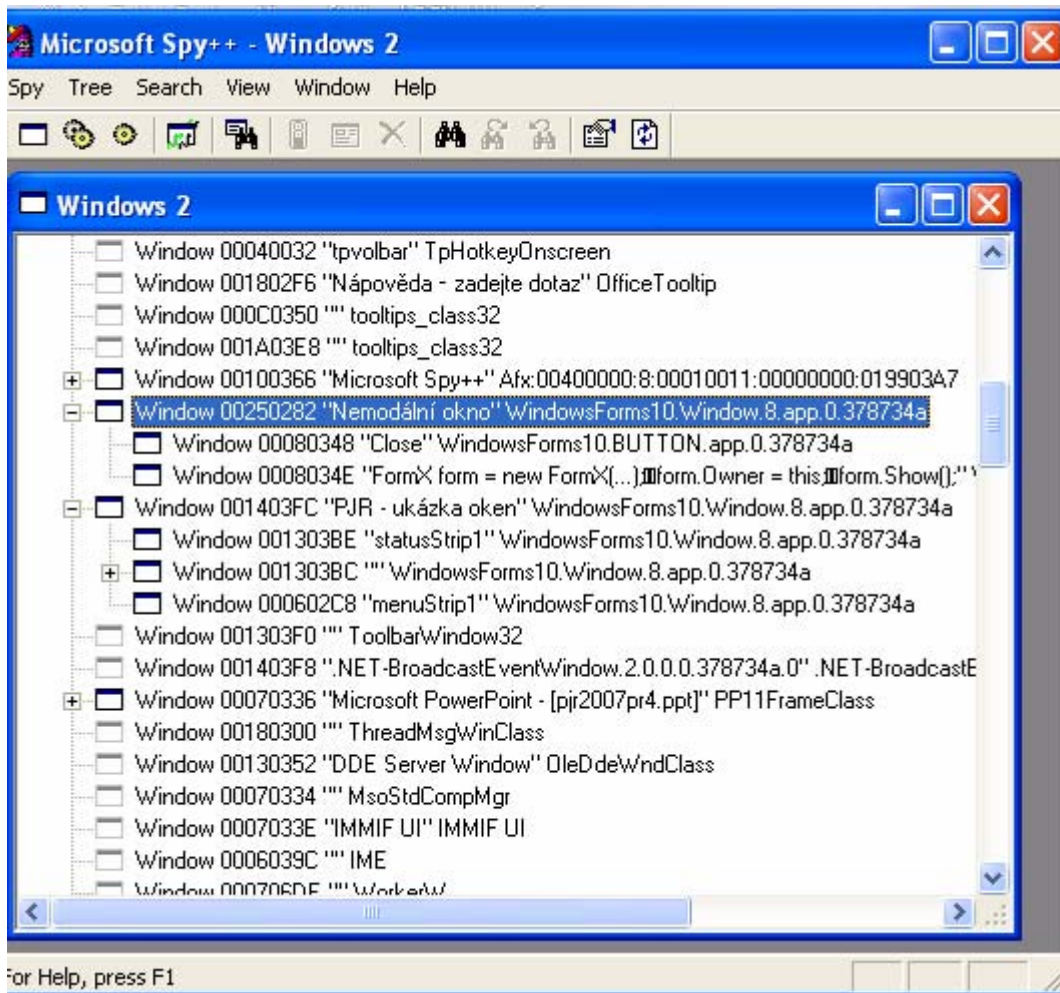 Microsoft Spy++ - Windows 2
Spy Tree Search View Window Help
Windows 2
Window 00040032 "tpvolbar" TpHotkeyOnscreen
Window 001802F6 "Nápověda - zadejte dotaz" OfficeTooltip
Window 000C0350 "" tooltips_class32
Window 001A03E8 "" tooltips_class32
Window 00100366 "Microsoft Spy++" Afx:00400000:8:00010011:00000000:019903A7
Window 00250282 "Nemodální okno" WindowsForms10.Window.8.app.0.378734a
Window 00080348 "Close" WindowsForms10.BUTTON.app.0.378734a
Window 0008034E "FormX form = new FormX(...);form.Owner = this;form.Show();"
Window 001403FC "PJR - ukázka oken" WindowsForms10.Window.8.app.0.378734a
Window 001303BE "statusStrip1" WindowsForms10.Window.8.app.0.378734a
Window 001303BC "" WindowsForms10.Window.8.app.0.378734a
Window 000602C8 "menuStrip1" WindowsForms10.Window.8.app.0.378734a
Window 001303F0 "" ToolbarWindow32
Window 001403F8 ".NET-BroadcastEventWindow.2.0.0.0.378734a.0" .NET-BroadcastE
Window 00070336 "Microsoft PowerPoint - [pjr2007pr4.ppt]" PP11FrameClass
Window 00180300 "" ThreadMsgWinClass
Window 00130352 "DDE Server Window" OleDdeWndClass
Window 00070334 "" MsoStdCompMgr
Window 0007033E "IMMIF UI" IMMIF UI
Window 0006039C "" IME
Window 000706DE "" WorkerW
For Help, press F1